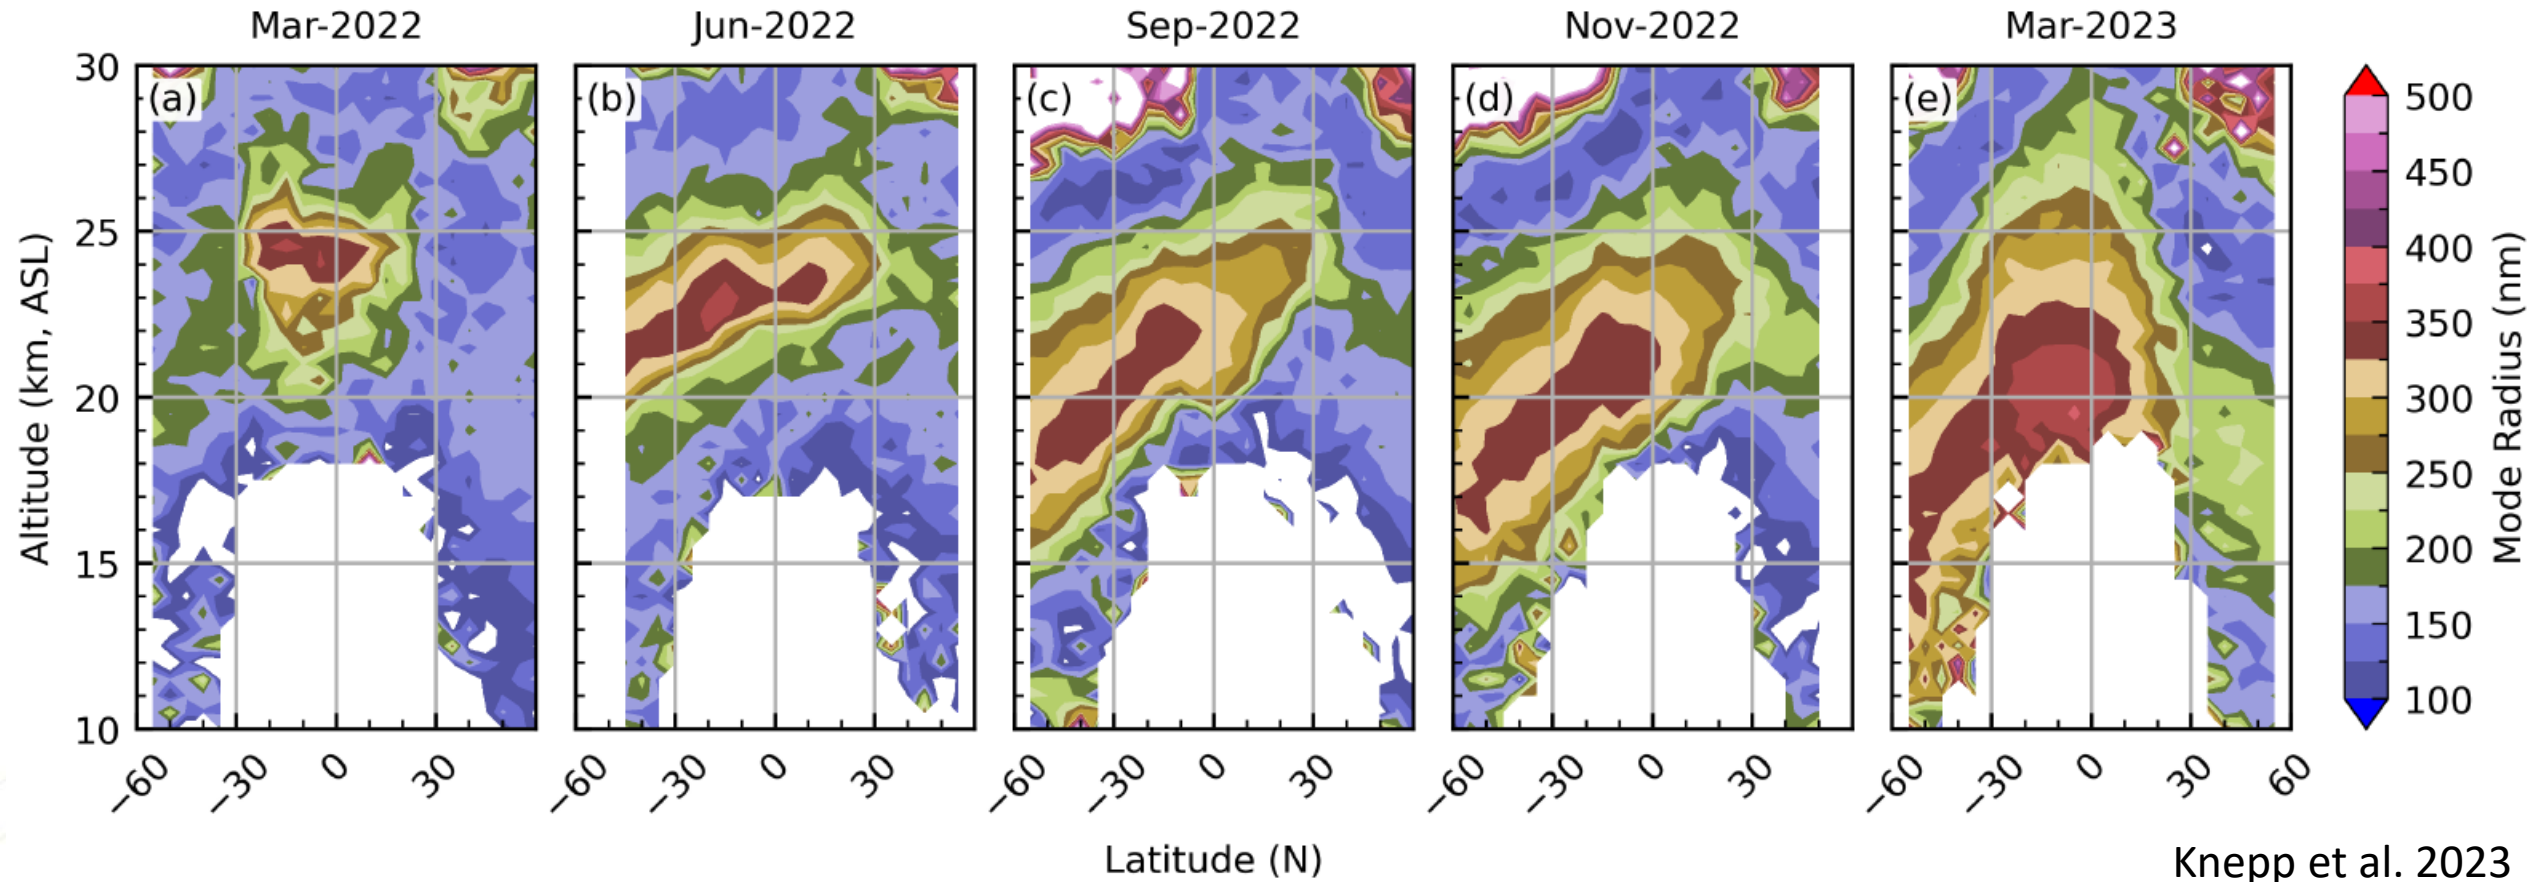 Mar-2022
Jun-2022
Sep-2022
Nov-2022
Mar-2023
(a)
(b)
(c)
(d)
(e)
30
25
20
15
10
Altitude (km, ASL)
−60 −30 0 30
−60 −30 0 30
−60 −30 0 30
−60 −30 0 30
−60 −30 0 30 60
Latitude (N)
500
450
400
350
300
250
200
150
100
Mode Radius (nm)
Knepp et al. 2023